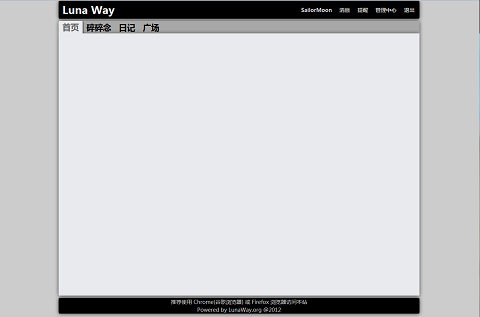 Luna Way
SailorMoon 消息 提醒 管理中心 退出
首页 碎碎念 日记 广场
推荐使用 Chrome(谷歌浏览器) 或 Firefox 浏览器访问本站
Powered by LunaWay.org @2012